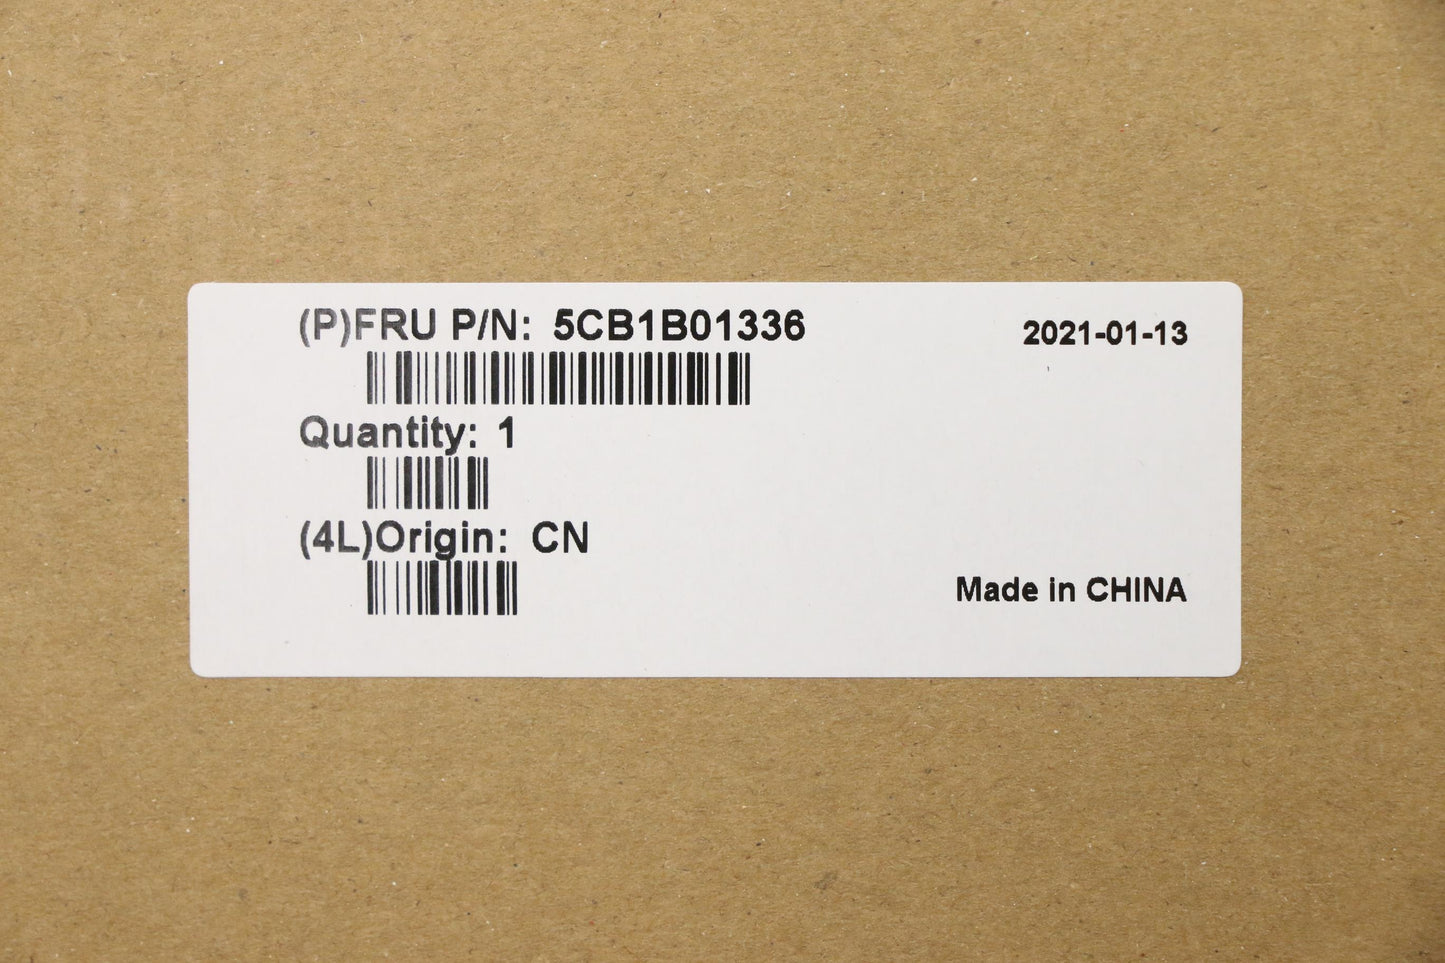 (P)FRU P/N: 5CB1B01336
2021-01-13
Quantity: 1
(4L)Origin: CN
Made in CHINA